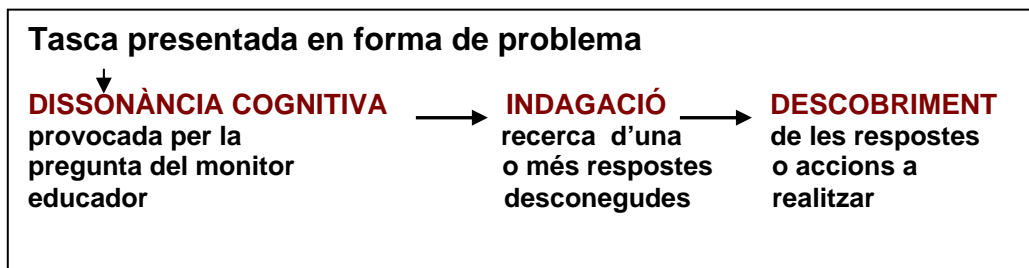 Tasca presentada en forma de problema
DISSONÀNCIA COGNITIVA
provocada per la
pregunta del monitor
educador
INDAGACIÓ
recerca d'una
o més respostes
desconegudes
DESCOBRIMENT
de les respostes
o accions a
realitzar